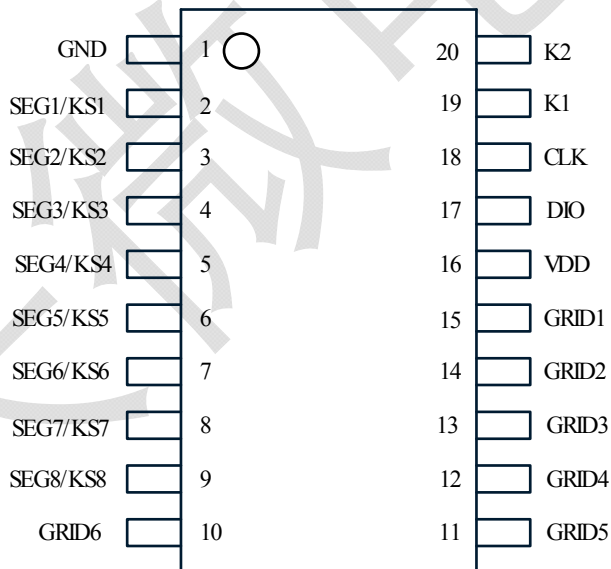 GND 1 20 K2
SEG1/KS1 2 19 K1
SEG2/KS2 3 18 CLK
SEG3/KS3 4 17 DIO
SEG4/KS4 5 16 VDD
SEG5/KS5 6 15 GRID1
SEG6/KS6 7 14 GRID2
SEG7/KS7 8 13 GRID3
SEG8/KS8 9 12 GRID4
GRID6 10 11 GRID5
微